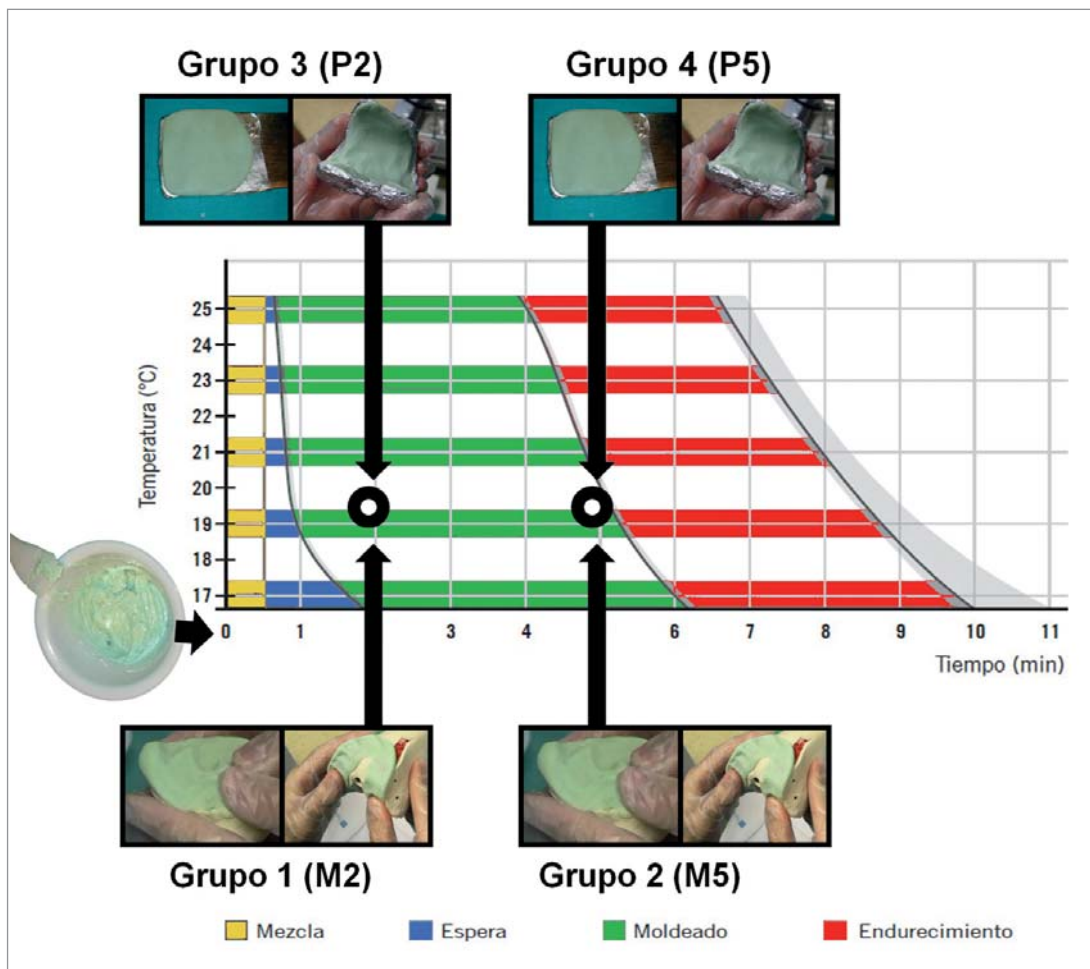 Grupo 3 (P2)
Grupo 4 (P5)
Temperatura (°C)
25
24
23
22
21
20
19
18
17
0 1 3 4 6 7 8 9 10 11
Tiempo (min)
Grupo 1 (M2)
Grupo 2 (M5)
Mezcla
Espera
Moldeado
Endurecimiento